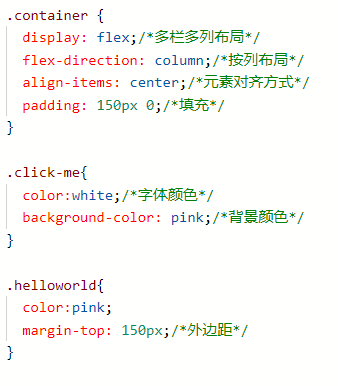 .container {
display: flex;/*多栏多列布局*/
flex-direction: column;/*按列布局*/
align-items: center;/*元素对齐方式*/
padding: 150px 0;/*填充*/
}
.click-me{
color:white;/*字体颜色*/
background-color: pink;/*背景颜色*/
}
.helloworld{
color:pink;
margin-top: 150px;/*外边距*/
}